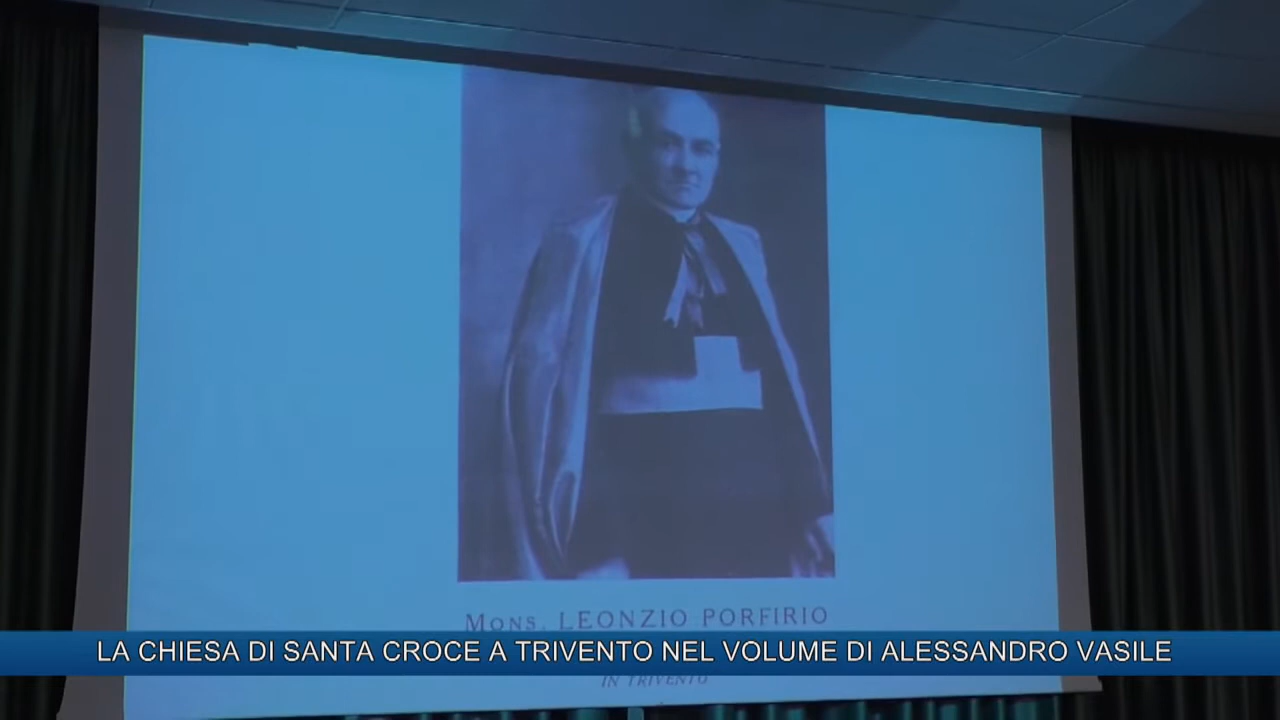 MONS. LEONZIO PORFIRIO
LA CHIESA DI SANTA CROCE A TRIVENTO NEL VOLUME DI ALESSANDRO VASILE
IN TRIVENTO